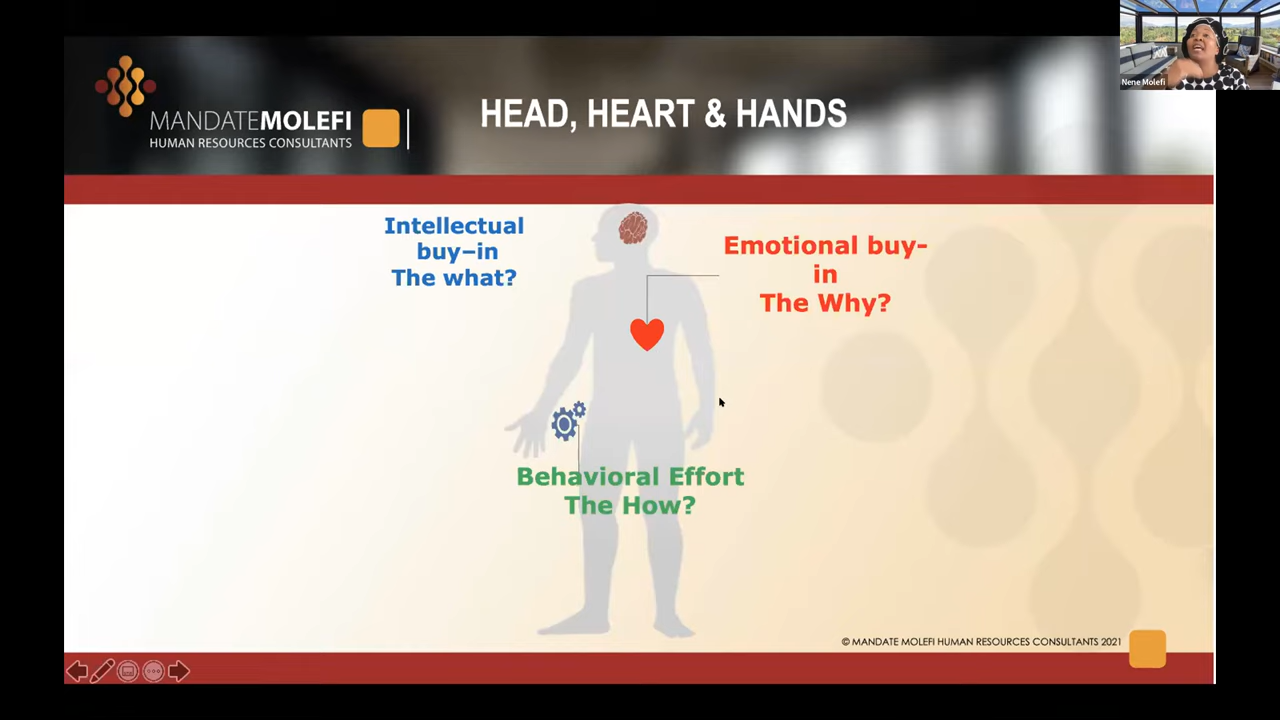 Nene Molefi
MANDATEMOLEFI
HUMAN RESOURCES CONSULTANTS
HEAD, HEART & HANDS
Intellectual
buy–in
The what?
Emotional buy-
in
The Why?
Behavioral Effort
The How?
© MANDATE MOLEFI HUMAN RESOURCES CONSULTANTS 2021